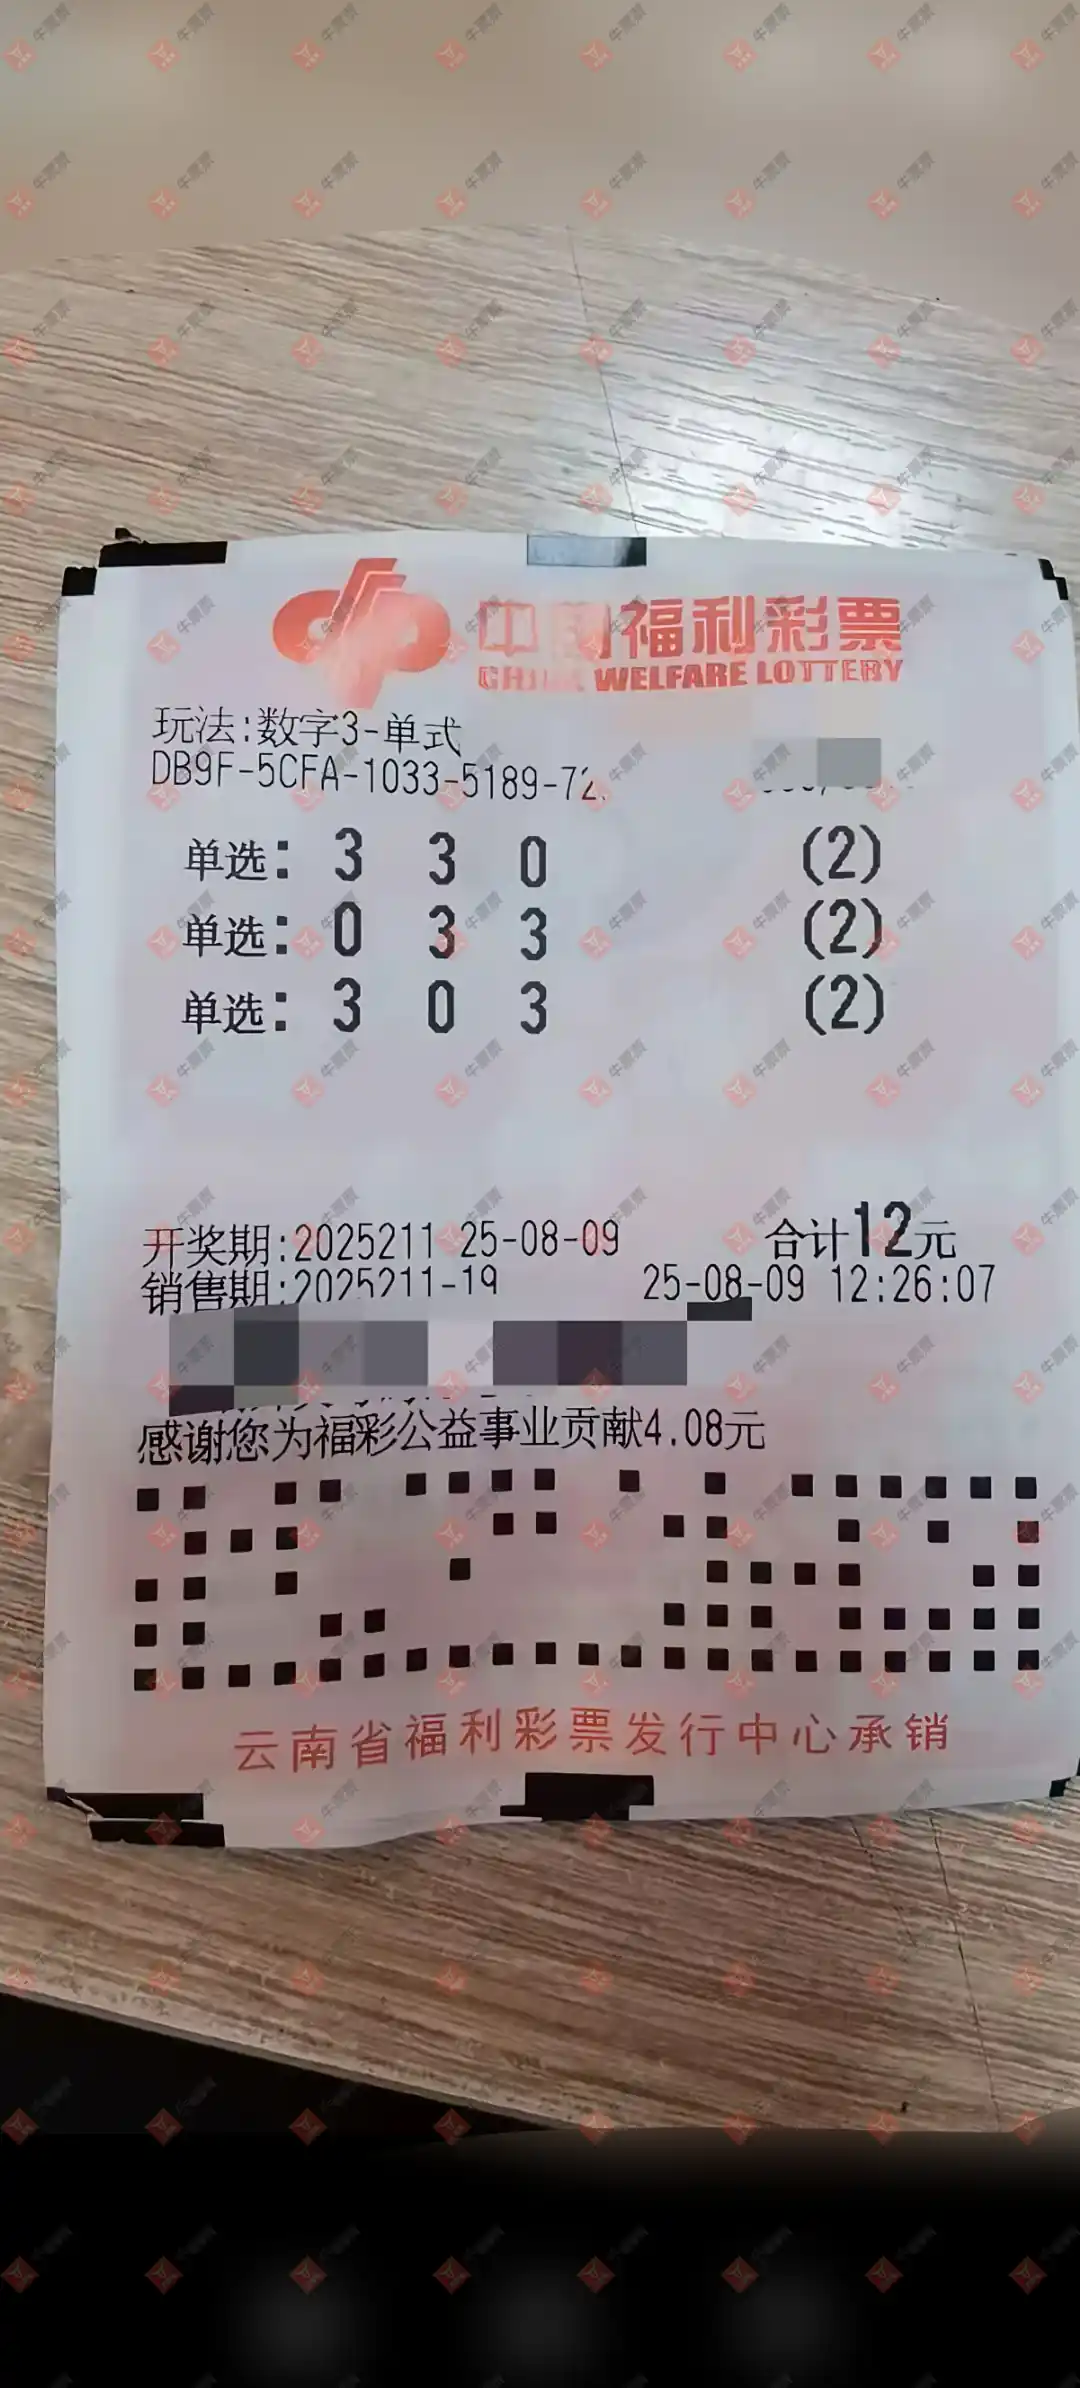 中国福利彩票
CHINA WELFARE LOTTERY
玩法:数字3-单式
DB9F-5CFA-1033-5189-72
单选: 3 3 0 (2)
单选: 0 3 3 (2)
单选: 3 0 3 (2)
开奖期:2025211 25-08-09 合计12元
销售期:2025211-19 25-08-09 12:26:07
感谢您为福彩公益事业贡献4.08元
云南省福利彩票发行中心承销